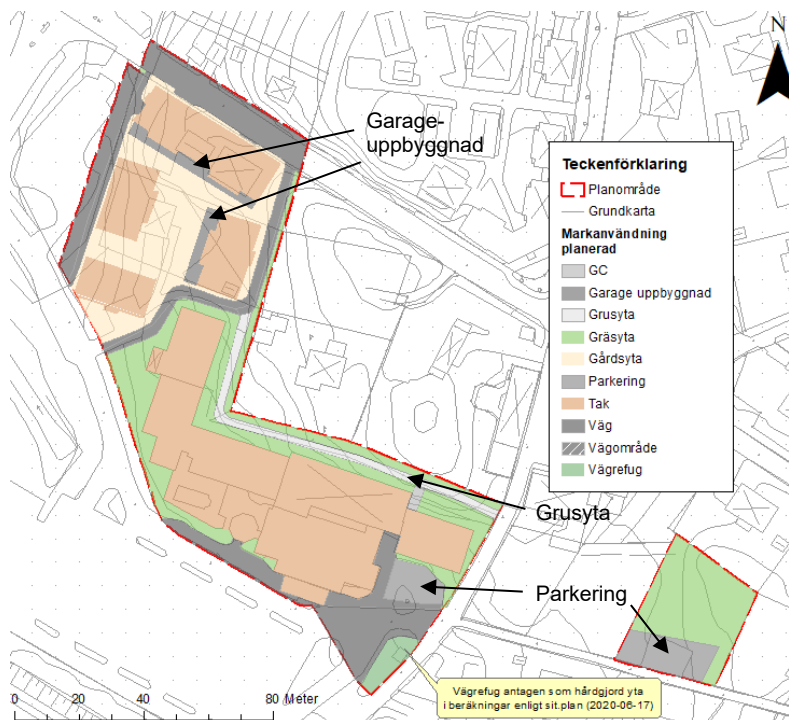 N
Garage-
uppbyggnad
Teckenförklaring
Planområde
Grundkarta
Markanvändning
planerad
GC
Garage uppbyggnad
Grusyta
Gräsyta
Gårdsyta
Parkering
Tak
Väg
Vägområde
Vägrefug
Grusyta
Parkering
Vägrefug antagen som hårdgjord yta
i beräkningar enligt sit.plan (2020-06-17)
0 20 40 80 Meter